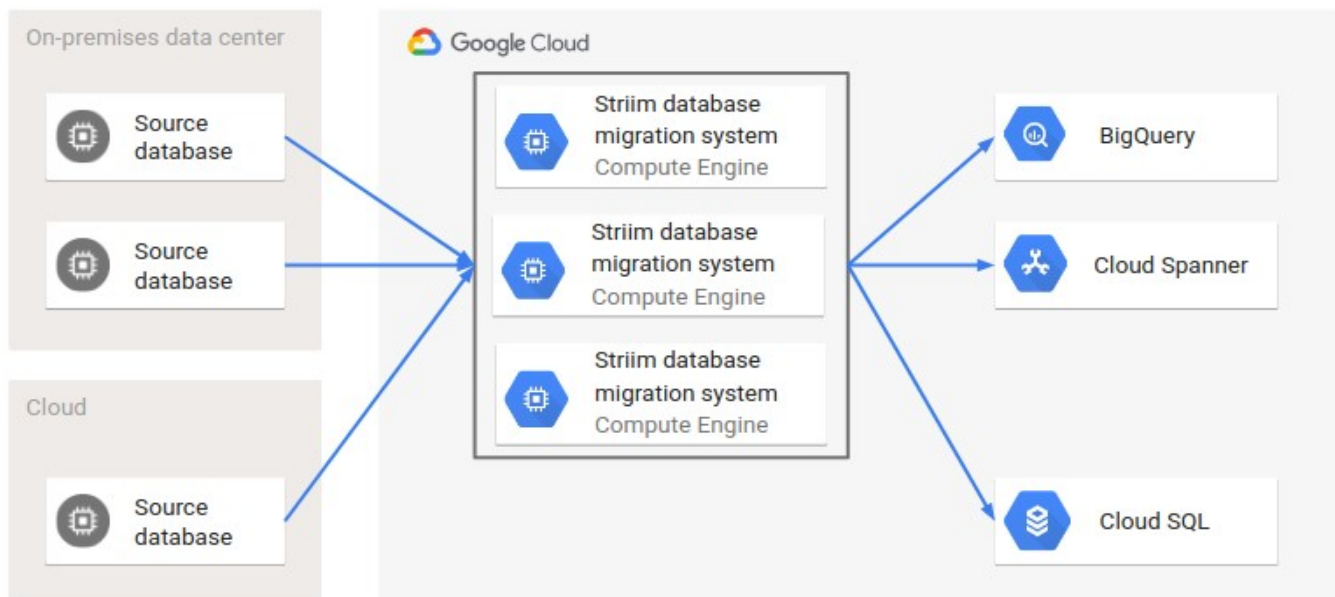 On-premises data center
Source
database
Source
database
Cloud
Source
database
Google Cloud
Striim database
migration system
Compute Engine
Striim database
migration system
Compute Engine
Striim database
migration system
Compute Engine
BigQuery
Cloud Spanner
Cloud SQL